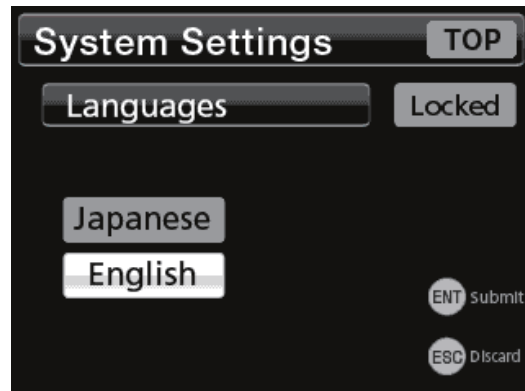 System Settings TOP
Languages Locked
Japanese
English
ENT Submit
ESC Discard